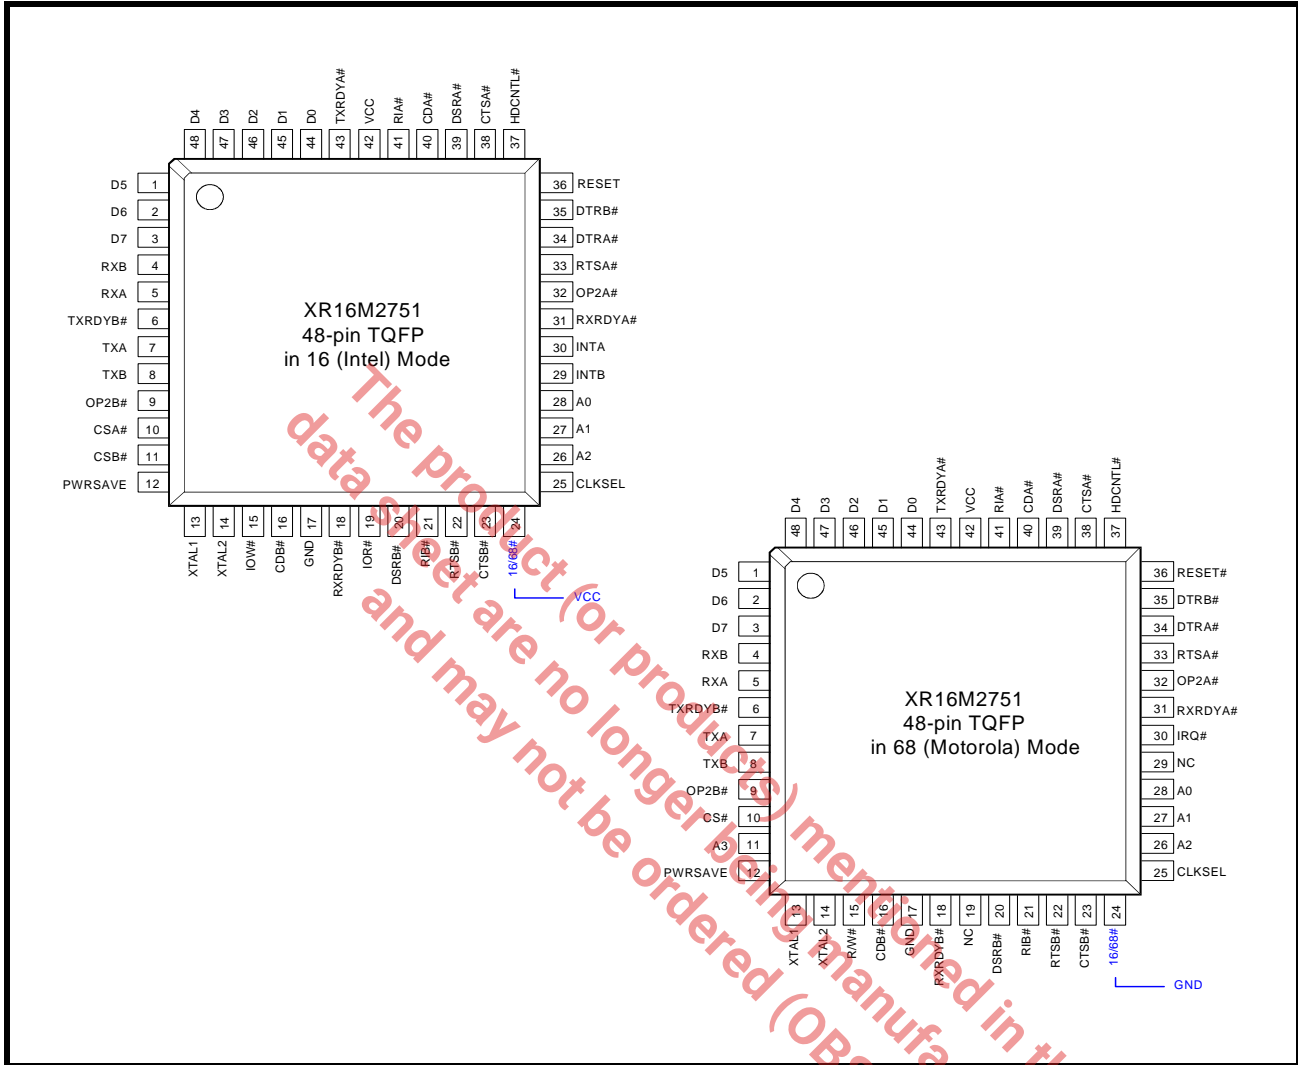 D4
D3
D2
D1
D0
TXRDYA#
VCC
RIA#
CDA#
DSRA#
CTSA#
HDCNTL#
48
47
46
45
44
43
42
41
40
39
38
37
D5 1
D6 2
D7 3
RXB 4
RXA 5
TXRDYB# 6
TXA 7
TXB 8
OP2B# 9
CSA# 10
CSB# 11
PWRSAVE 12
XR16M2751
48-pin TQFP
in 16 (Intel) Mode
36 RESET
35 DTRB#
34 DTRA#
33 RTSA#
32 OP2A#
31 RXRDYA#
30 INTA
29 INTB
28 A0
27 A1
26 A2
25 CLKSEL
13
14
15
16
17
18
19
20
21
22
23
24
XTAL1
XTAL2
IOW#
CDB#
GND
RXRDYB#
IOR#
DSRB#
RIB#
RTSB#
CTSB#
16/68#
VCC
D4
D3
D2
D1
D0
TXRDYA#
VCC
RIA#
CDA#
DSRA#
CTSA#
HDCNTL#
48
47
46
45
44
43
42
41
40
39
38
37
D5 1
D6 2
D7 3
RXB 4
RXA 5
TXRDYB# 6
TXA 7
TXB 8
OP2B# 9
CS# 10
A3 11
PWRSAVE 12
XR16M2751
48-pin TQFP
in 68 (Motorola) Mode
36 RESET#
35 DTRB#
34 DTRA#
33 RTSA#
32 OP2A#
31 RXRDYA#
30 IRQ#
29 NC
28 A0
27 A1
26 A2
25 CLKSEL
13
14
15
16
17
18
19
20
21
22
23
24
XTAL1
XTAL2
R/W#
CDB#
GND
RXRDYB#
NC
DSRB#
RIB#
RTSB#
CTSB#
16/68#
GND
The product (or products) mentioned in
data sheet are no longer being
and may not be ordered